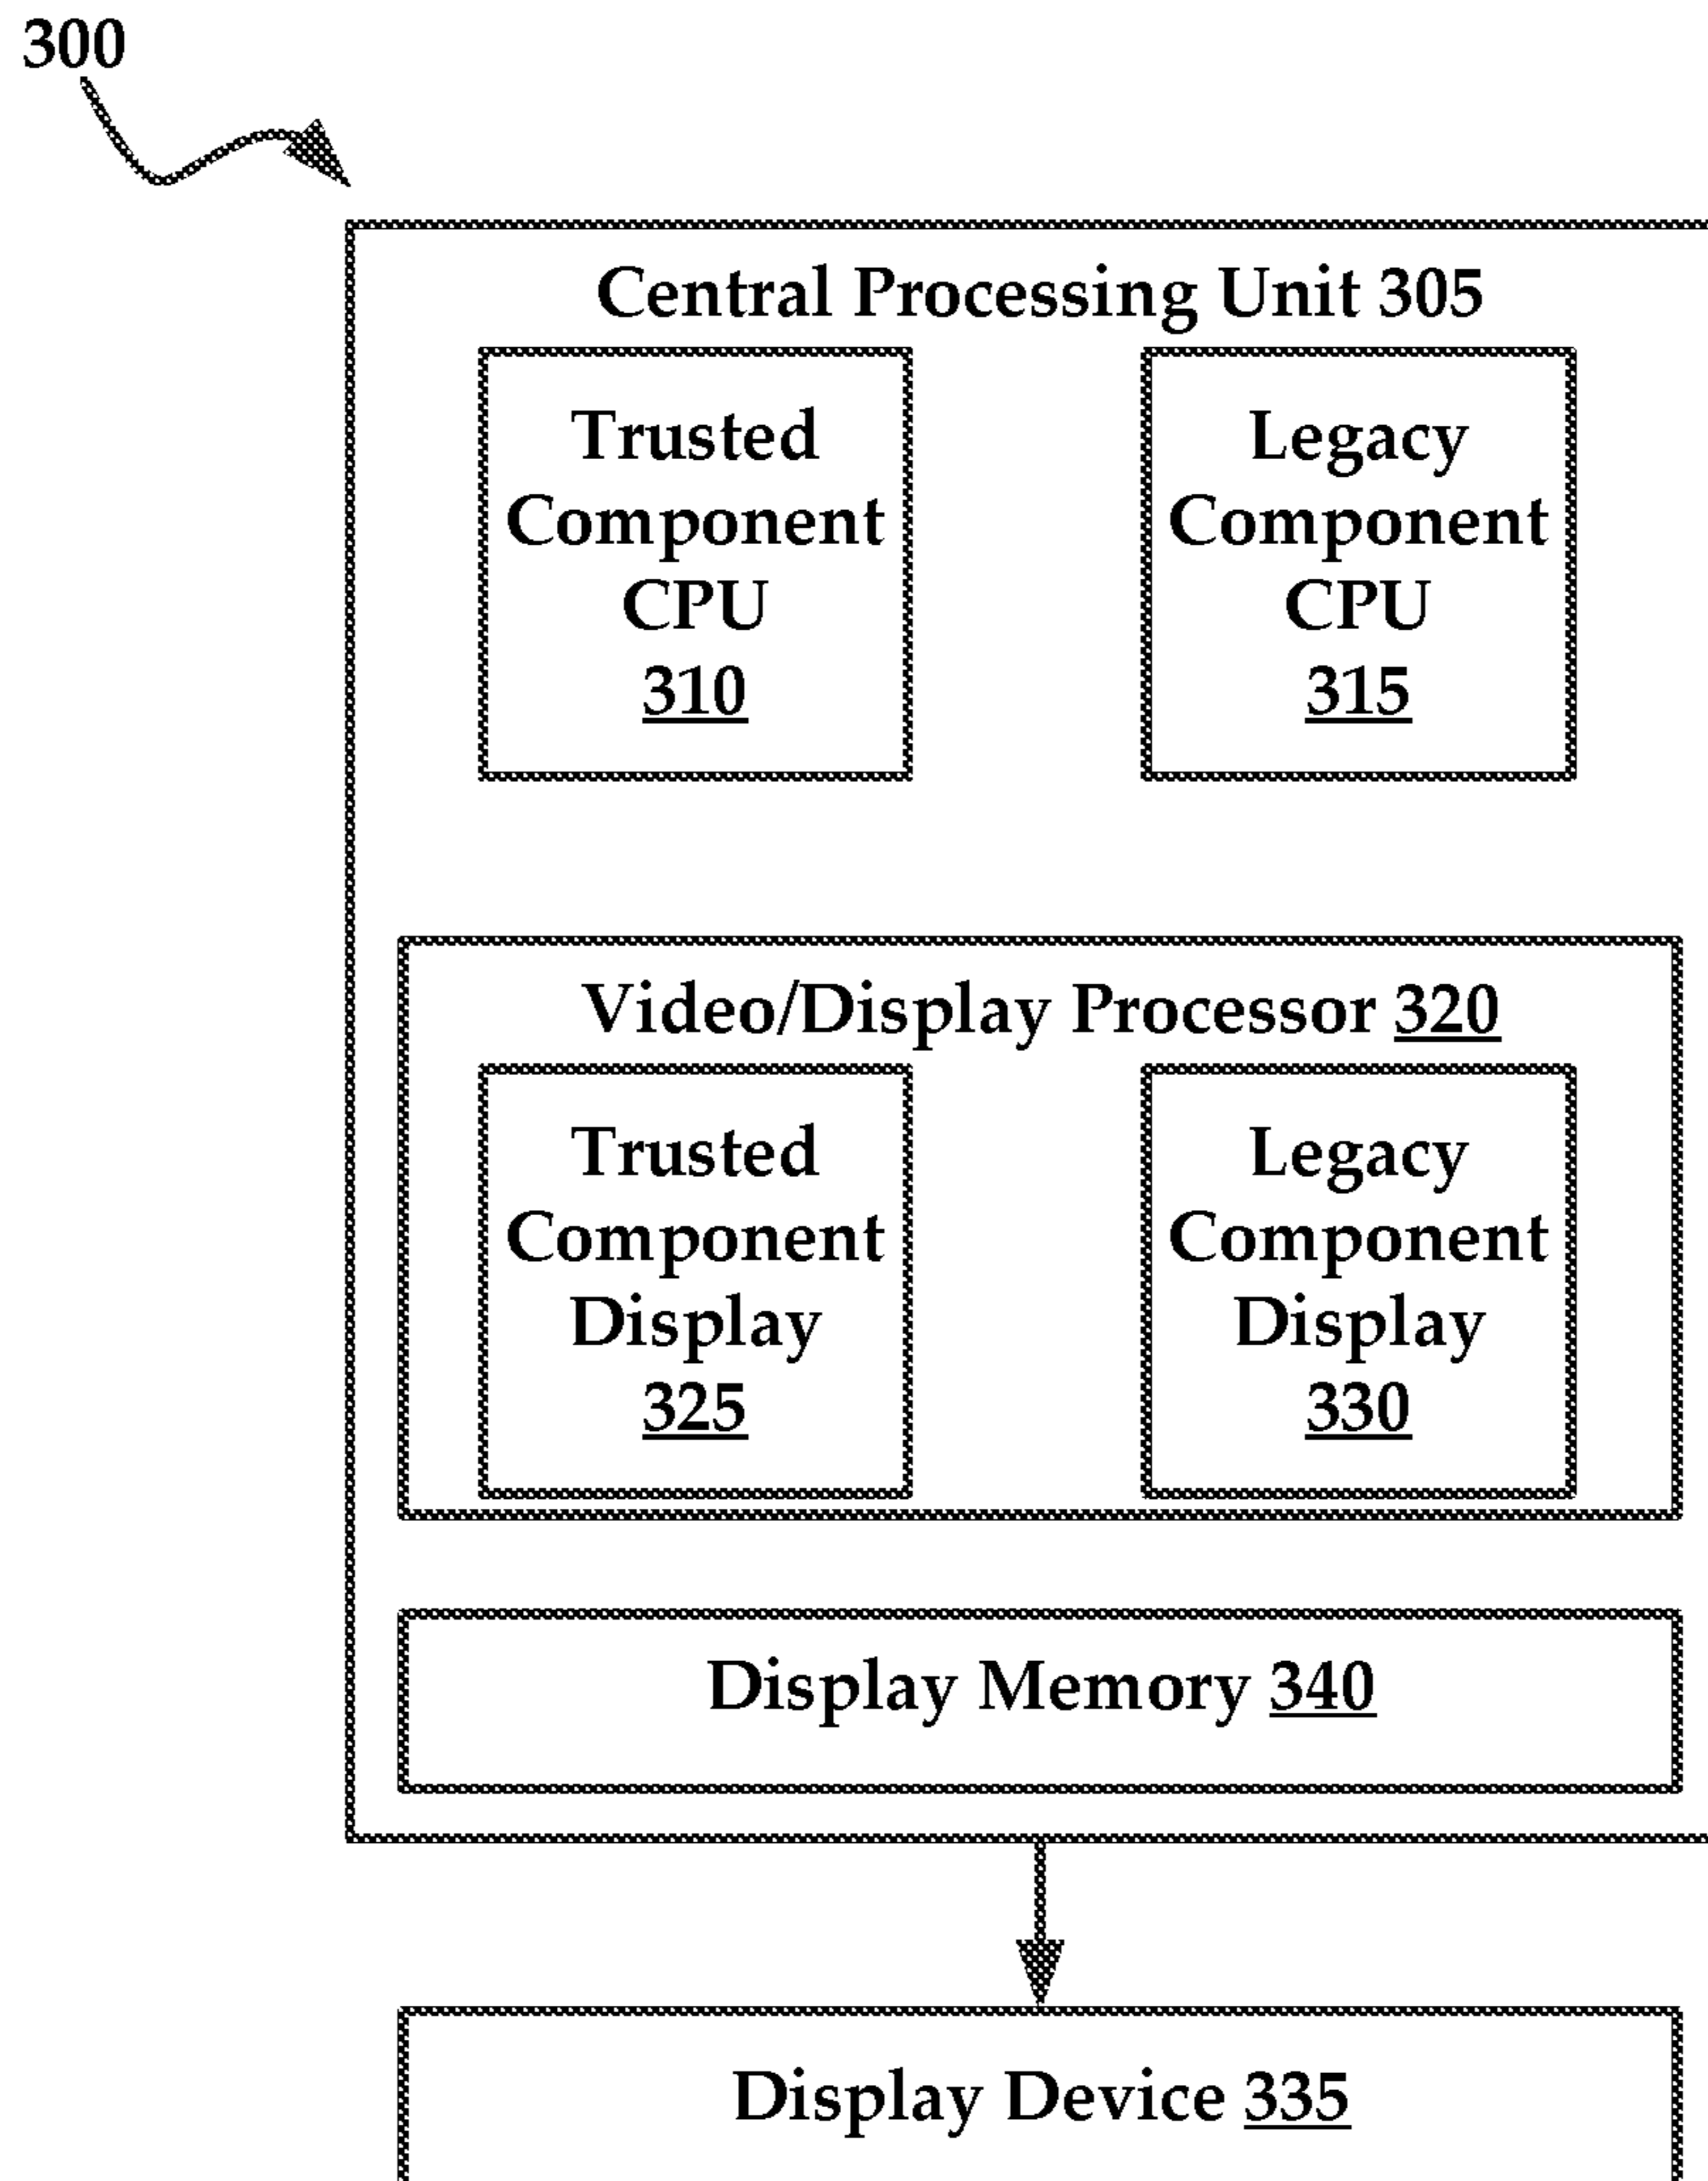 300
Central Processing Unit 305
Trusted
Component
CPU
310
Legacy
Component
CPU
315
Video/Display Processor 320
Trusted
Component
Display
325
Legacy
Component
Display
330
Display Memory 340
Display Device 335